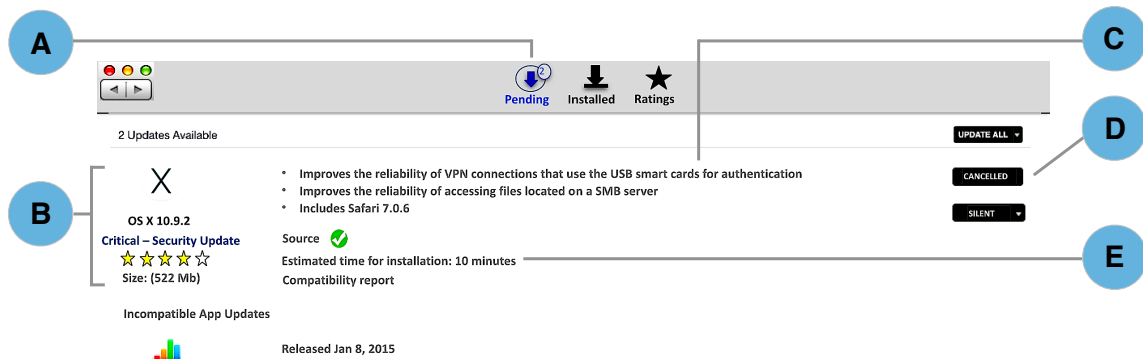 A
C
2
Pending Installed Ratings
D
2 Updates Available
UPDATE ALL
B
X
• Improves the reliability of VPN connections that use the USB smart cards for authentication
CANCELLED
• Improves the reliability of accessing files located on a SMB server
• Includes Safari 7.0.6
SILENT
OS X 10.9.2
Critical – Security Update
Source
Estimated time for installation: 10 minutes
E
Size: (522 Mb)
Compatibility report
Incompatible App Updates
Released Jan 8, 2015